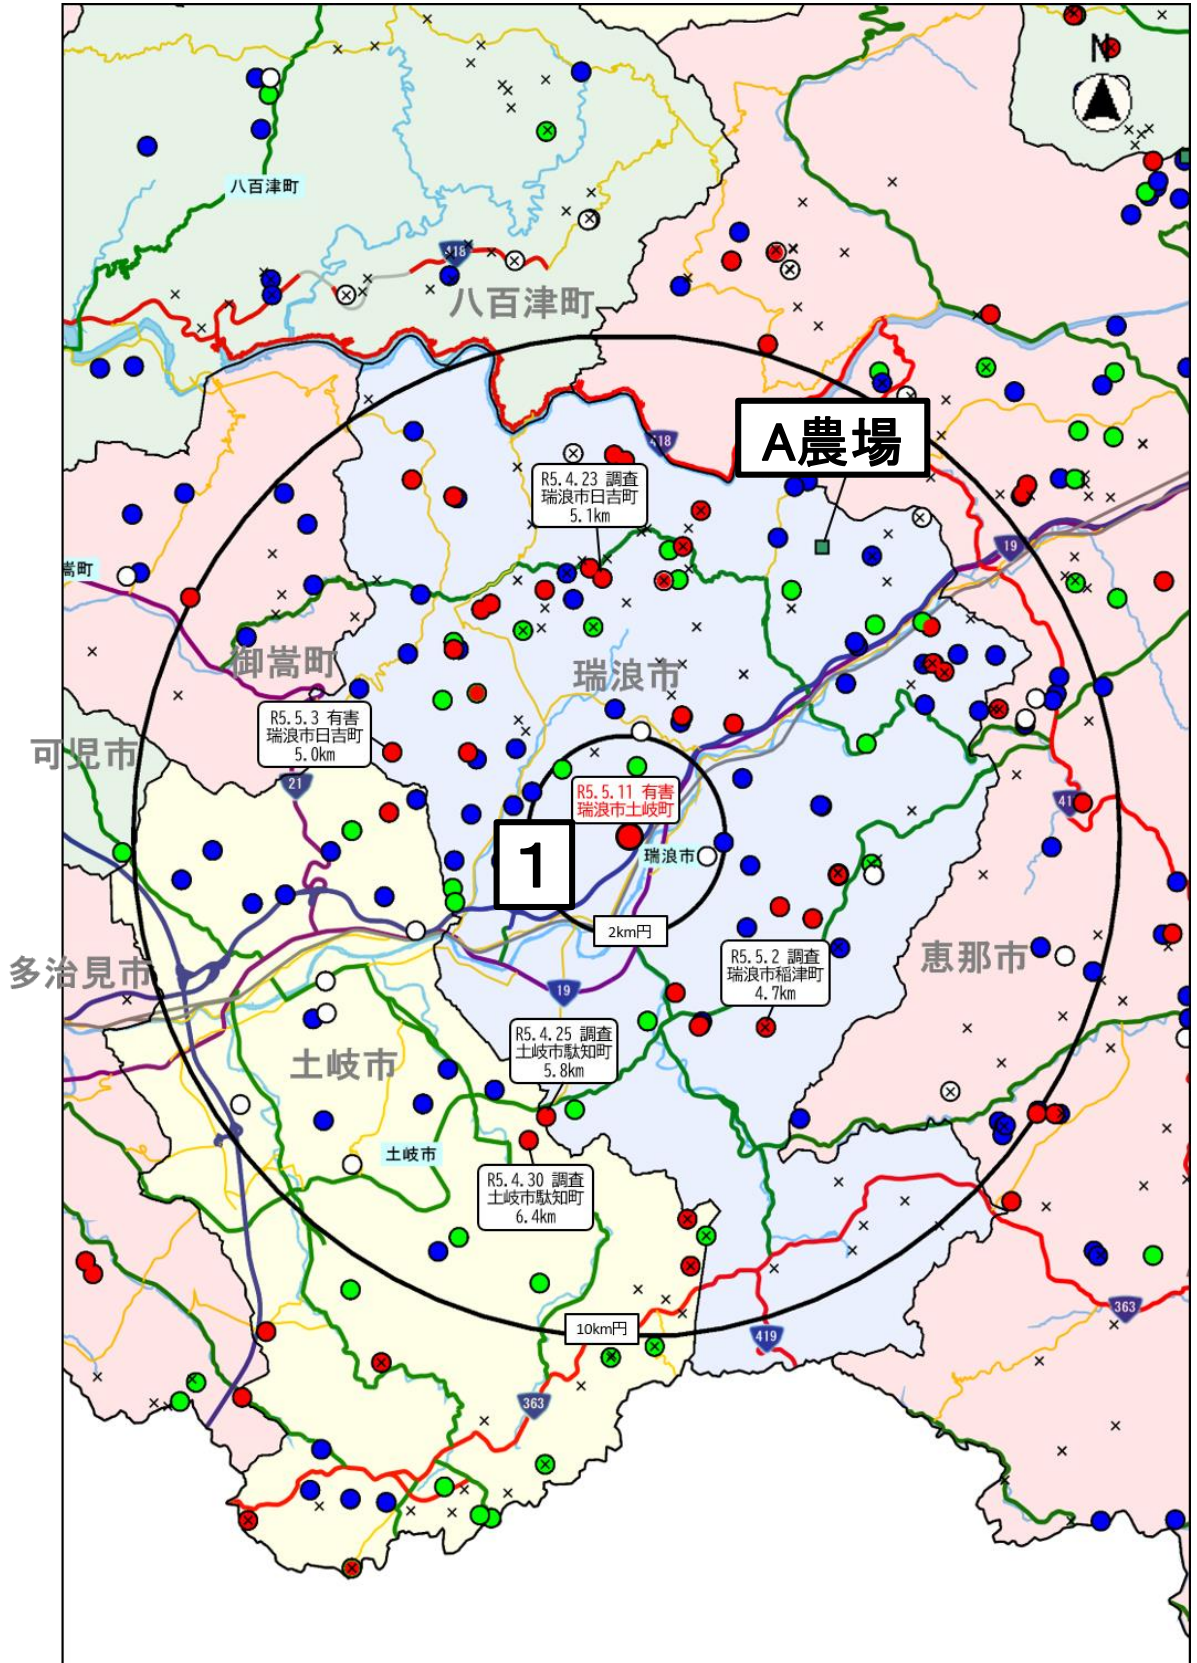 N
八百津町
418
八百津町
A農場
418
R5.4.23 調査
瑞浪市日吉町
5.1km
19
嵩町
御嵩町
瑞浪市
R5.5.3 有害
瑞浪市日吉町
5.0km
可児市
21
R5.5.11 有害
瑞浪市土岐町
41
1
瑞浪市
2km円
R5.5.2 調査
瑞浪市稲津町
4.7km
恵那市
多治見市
19
R5.4.25 調査
土岐市駄知町
5.8km
土岐市
土岐市
R5.4.30 調査
土岐市駄知町
6.4km
10km円
419
363
363